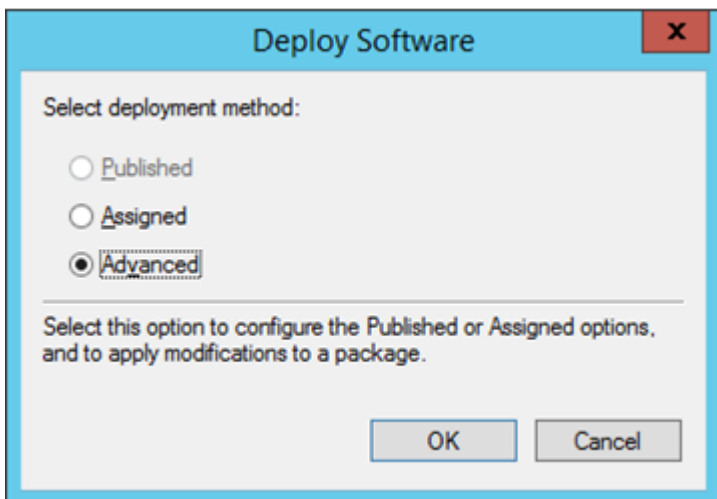 Deploy Software
x
Select deployment method:
Published
Assigned
Advanced
Select this option to configure the Published or Assigned options,
and to apply modifications to a package.
OK
Cancel